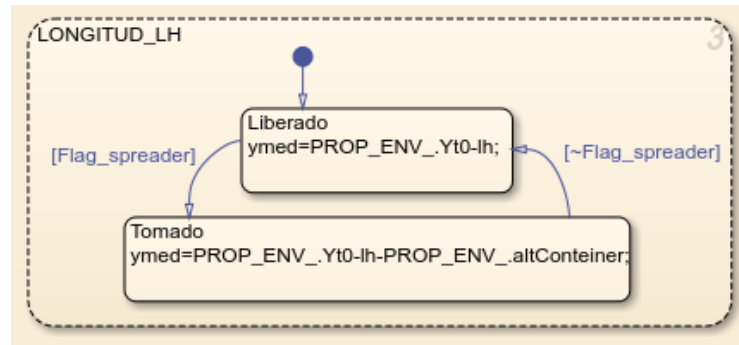 LONGITUD_LH
3
Liberado
ymed=PROP_ENV_.Yt0-lh;
[Flag_spreader]
[~Flag_spreader]
Tomado
ymed=PROP_ENV_.Yt0-lh-PROP_ENV_.altConteiner;